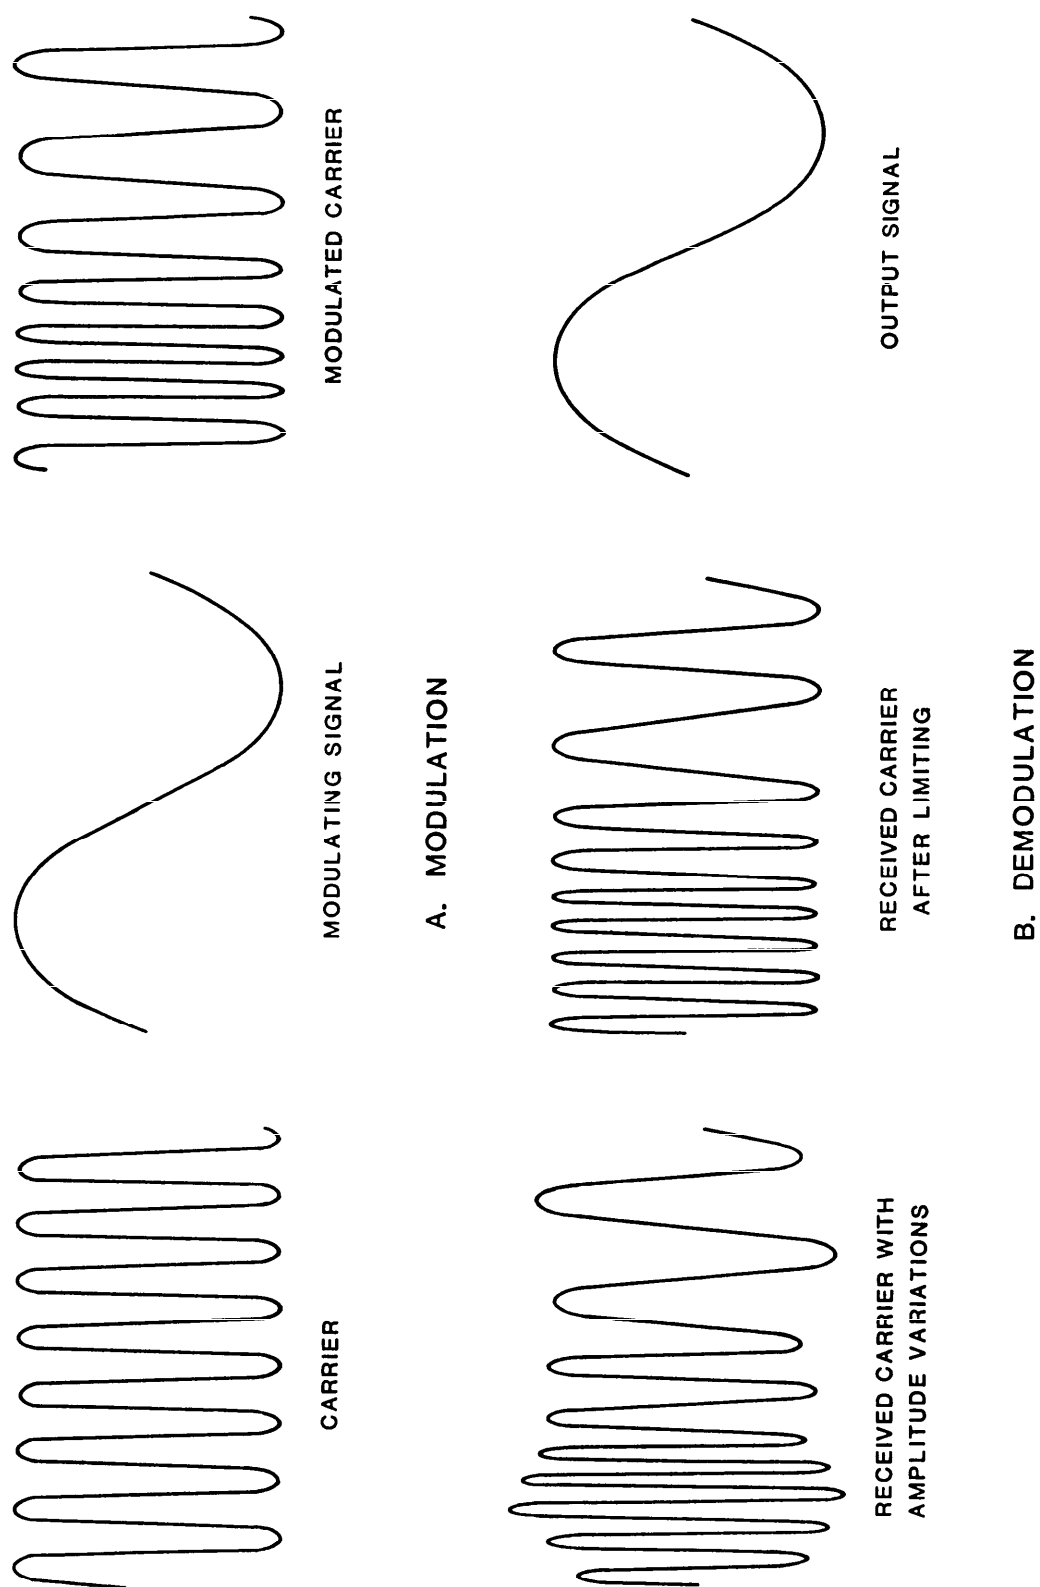 CARRIER
MODULATING SIGNAL
MODULATED CARRIER
A. MODULATION
RECEIVED CARRIER WITH
AMPLITUDE VARIATIONS
RECEIVED CARRIER
AFTER LIMITING
OUTPUT SIGNAL
B. DEMODULATION